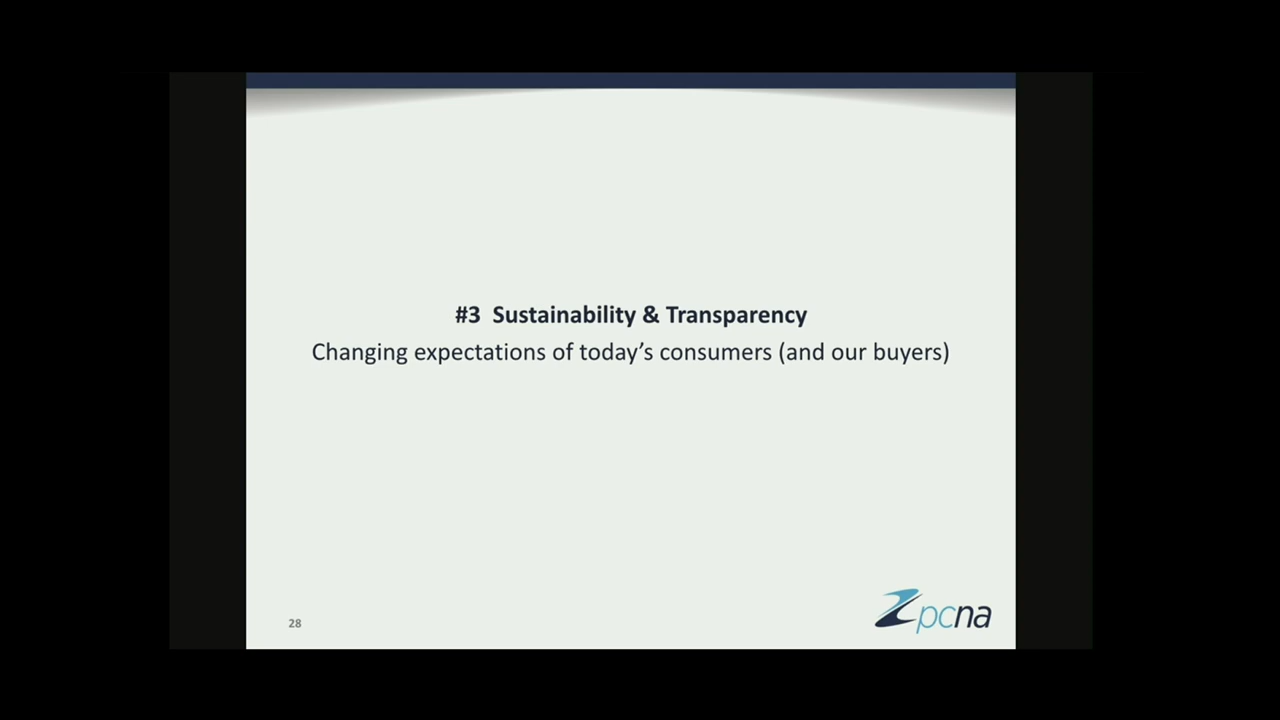 #3 Sustainability & Transparency
Changing expectations of today’s consumers (and our buyers)
28
pcna